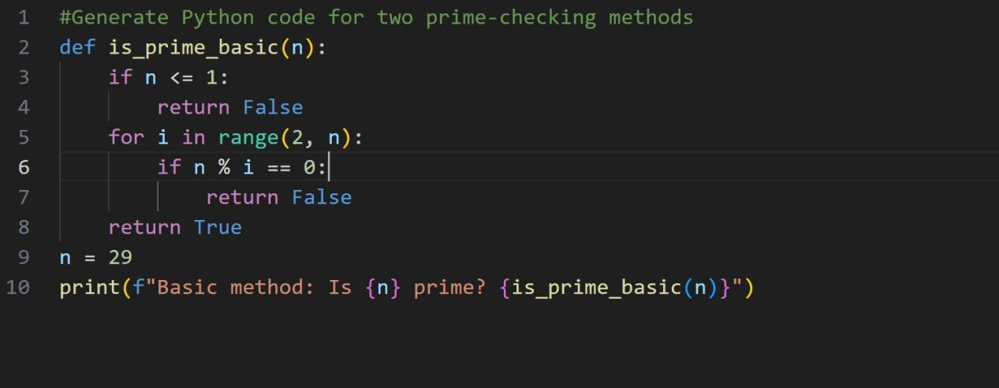 1 #Generate Python code for two prime-checking methods
2 def is_prime_basic(n):
3     if n <= 1:
4         return False
5     for i in range(2, n):
6         if n % i == 0:
7             return False
8     return True
9 n = 29
10 print(f"Basic method: Is {n} prime? {is_prime_basic(n)}")